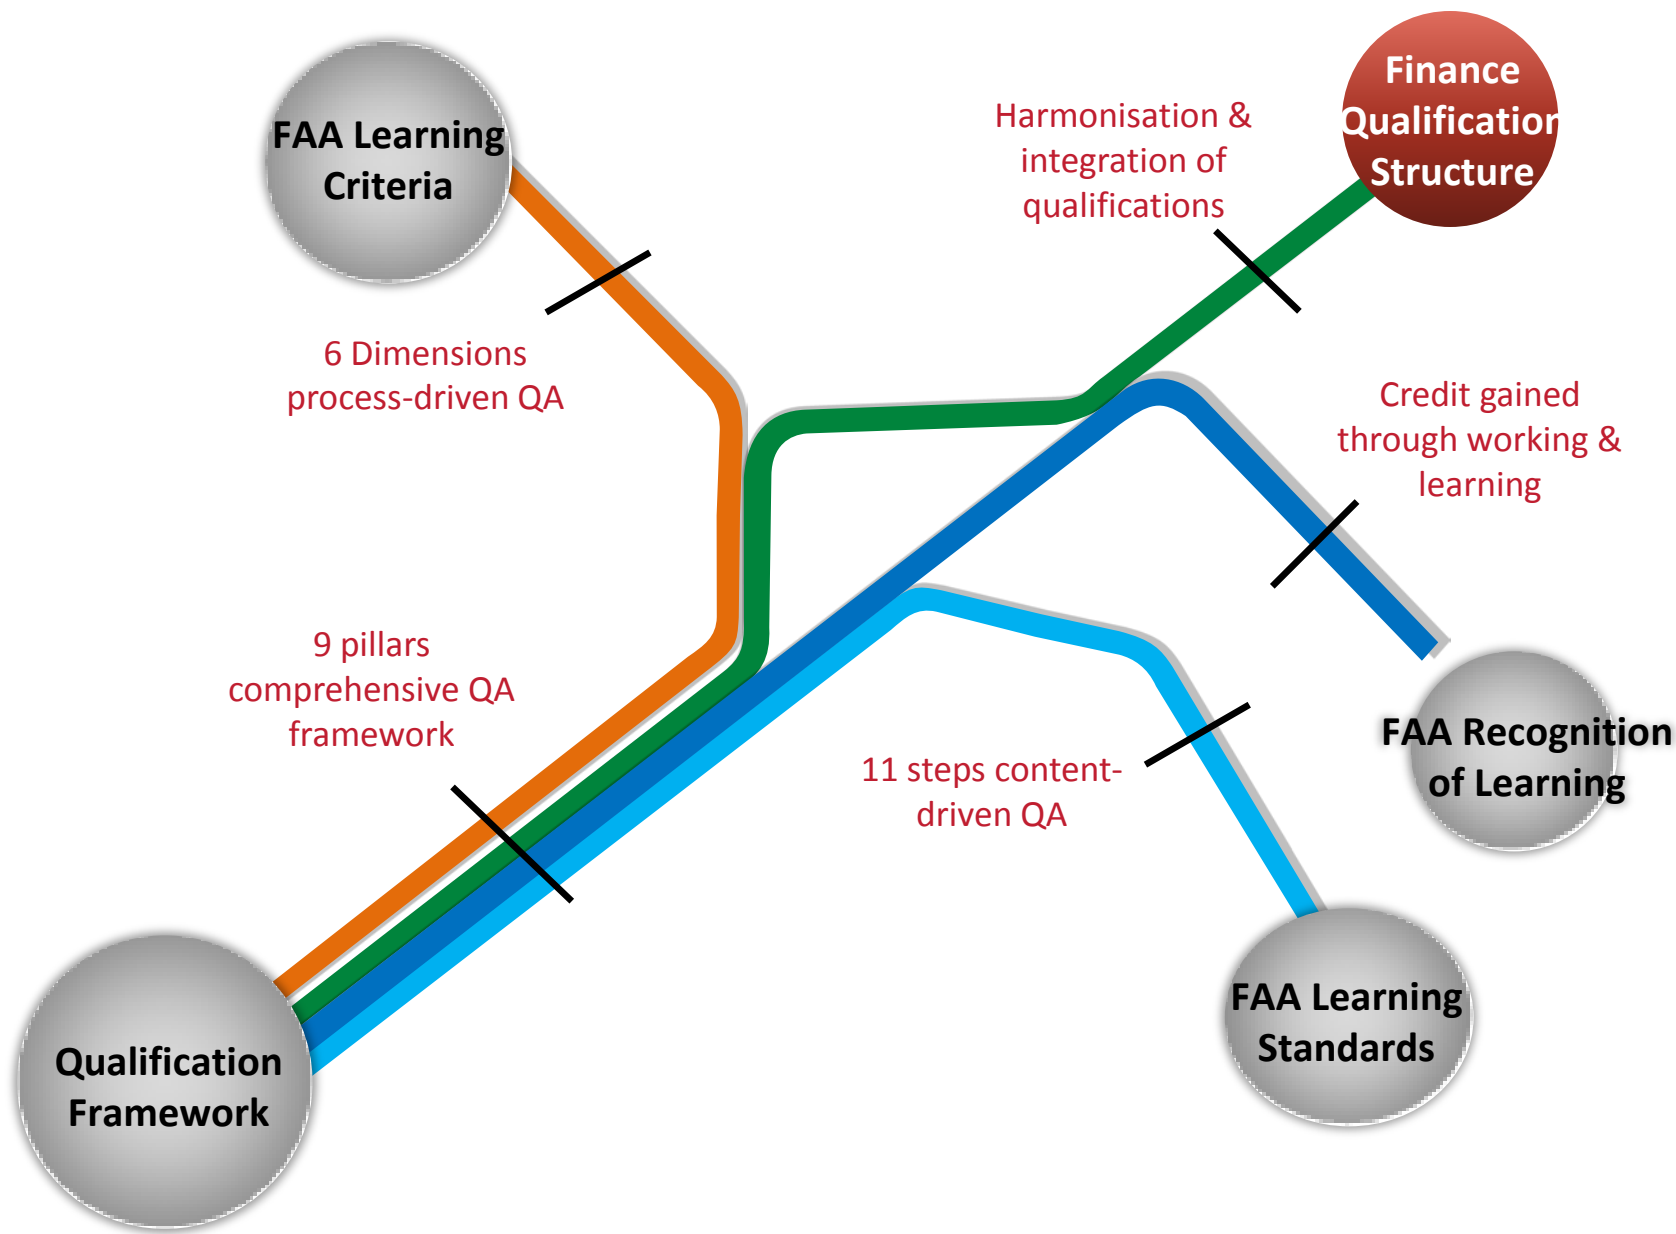 FAA Learning
Criteria
Finance
Qualification
Structure
Harmonisation &
integration of
qualifications
6 Dimensions
process-driven QA
Credit gained
through working &
learning
9 pillars
comprehensive QA
framework
11 steps content-
driven QA
FAA Recognition
of Learning
FAA Learning
Standards
Qualification
Framework